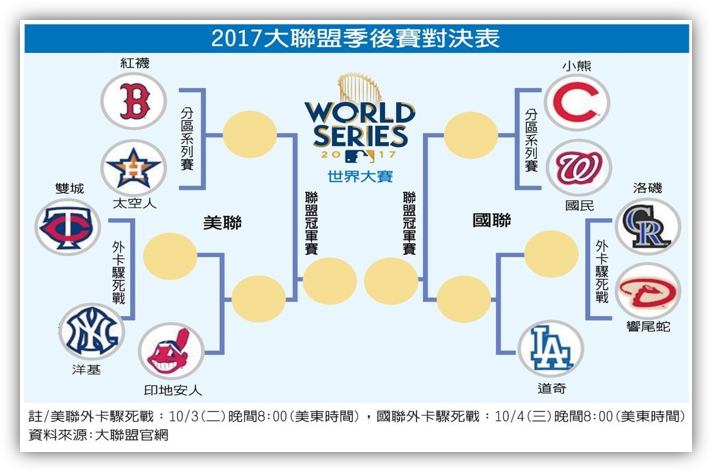 2017大聯盟季後賽對決表
紅襪
小熊
B
C
WORLD
SERIES
2017
世界大賽
分區系列賽
分區系列賽
H
W
太空人
國民
雙城
洛磯
TC
CR
美聯
國聯
聯盟冠軍賽
聯盟冠軍賽
外卡驟死戰
外卡驟死戰
NY
D
洋基
響尾蛇
LA
印地安人
道奇
註/美聯外卡驟死戰：10/3(二)晚間8:00(美東時間)，國聯外卡驟死戰：10/4(三)晚間8:00(美東時間)
資料來源:大聯盟官網